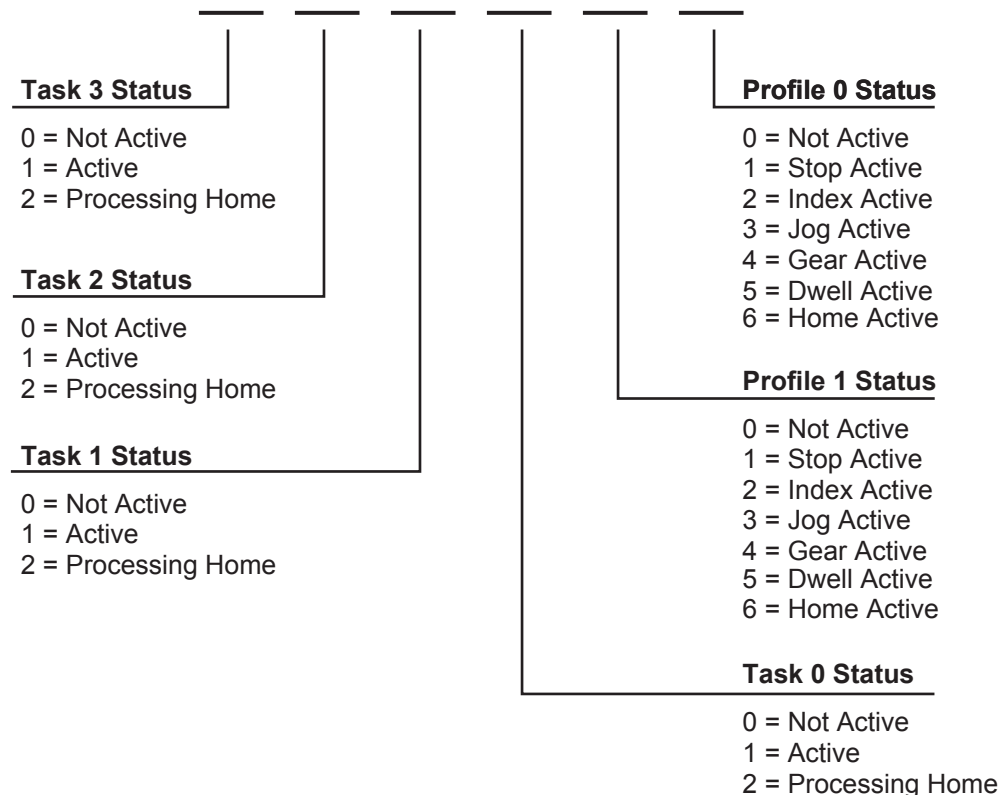 Task 3 Status
0 = Not Active
1 = Active
2 = Processing Home
Task 2 Status
0 = Not Active
1 = Active
2 = Processing Home
Task 1 Status
0 = Not Active
1 = Active
2 = Processing Home
Profile 0 Status
0 = Not Active
1 = Stop Active
2 = Index Active
3 = Jog Active
4 = Gear Active
5 = Dwell Active
6 = Home Active
Profile 1 Status
0 = Not Active
1 = Stop Active
2 = Index Active
3 = Jog Active
4 = Gear Active
5 = Dwell Active
6 = Home Active
Task 0 Status
0 = Not Active
1 = Active
2 = Processing Home